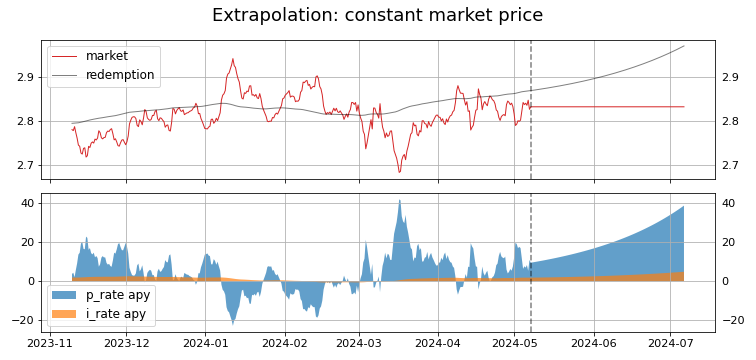 Extrapolation: constant market price
market
redemption
2.9
2.8
2.7
2.9
2.8
2.7
40
20
0
−20
40
20
0
−20
p_rate apy
i_rate apy
2023-11 2023-12 2024-01 2024-02 2024-03 2024-04 2024-05 2024-06 2024-07